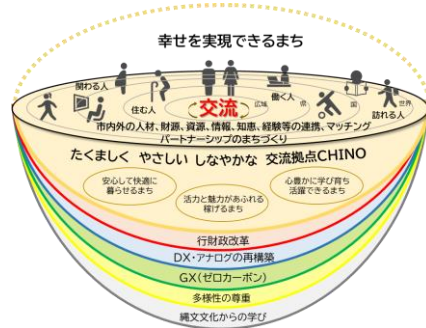 幸せを実現できるまち
関わる人
住む人
働く人
訪れる人
交流
広域
県
国
世界
市内外の人材、財源、資源、情報、知恵、経験等の連携、マッチング
パートナーシップのまちづくり
たくましく やさしい しなやかな 交流拠点CHINO
安心して快適に
暮らせるまち
活力と魅力があふれる
稼げるまち
心豊かに学び育ち
活躍できるまち
行財政改革
DX・アナログの再構築
GX(ゼロカーボン)
多様性の尊重
縄文文化からの学び